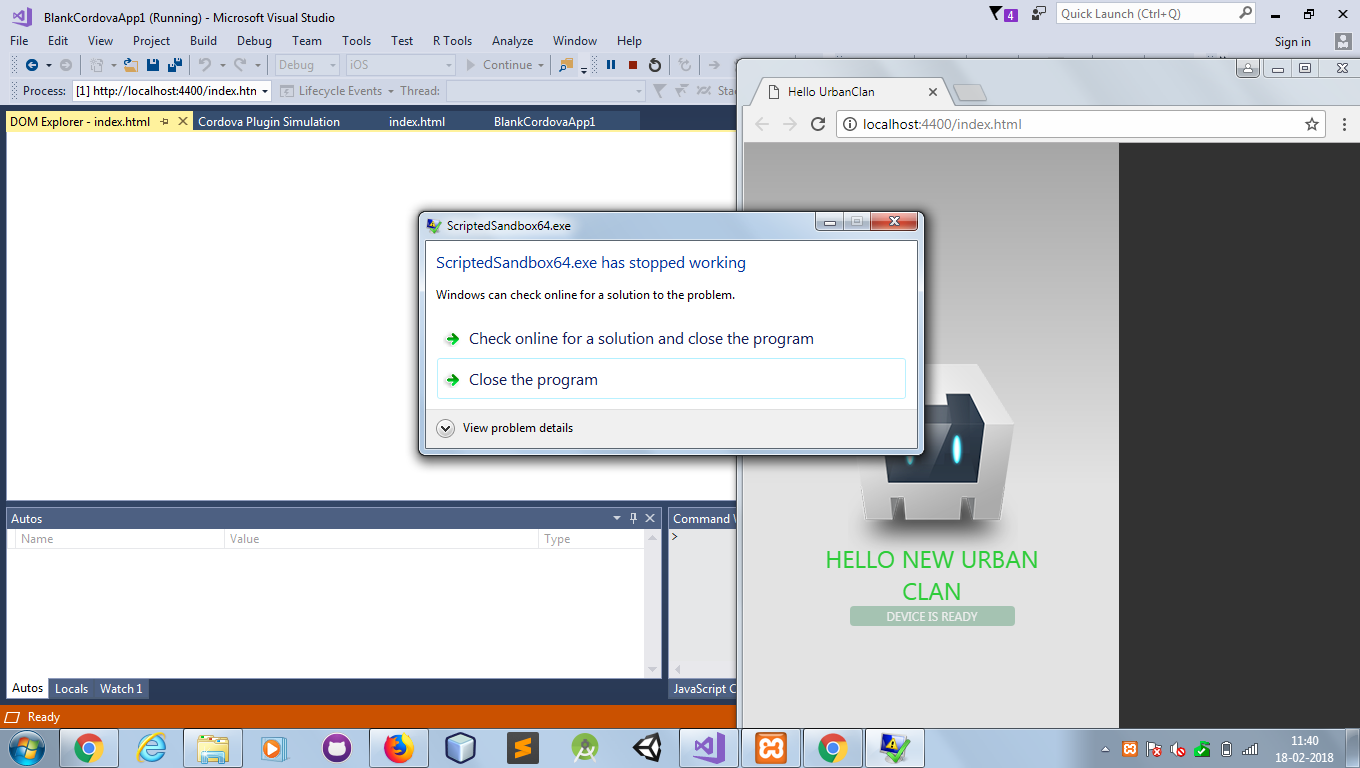 BlankCordovaApp1 (Running) - Microsoft Visual Studio
4
Quick Launch (Ctrl+Q)
File Edit View Project Build Debug Team Tools Test R Tools Analyze Window Help
Sign in
Debug iOS Continue
Process: [1] http://localhost:4400/index.htn Lifecycle Events Thread: Stac
DOM Explorer - index.html Cordova Plugin Simulation index.html BlankCordovaApp1
Hello UrbanClan
localhost:4400/index.html
ScriptedSandbox64.exe
ScriptedSandbox64.exe has stopped working
Windows can check online for a solution to the problem.
Check online for a solution and close the program
Close the program
View problem details
HELLO NEW URBAN
CLAN
DEVICE IS READY
Autos
Name Value Type
Command W
>
Autos Locals Watch 1
JavaScript C
Ready
11:40
18-02-2018